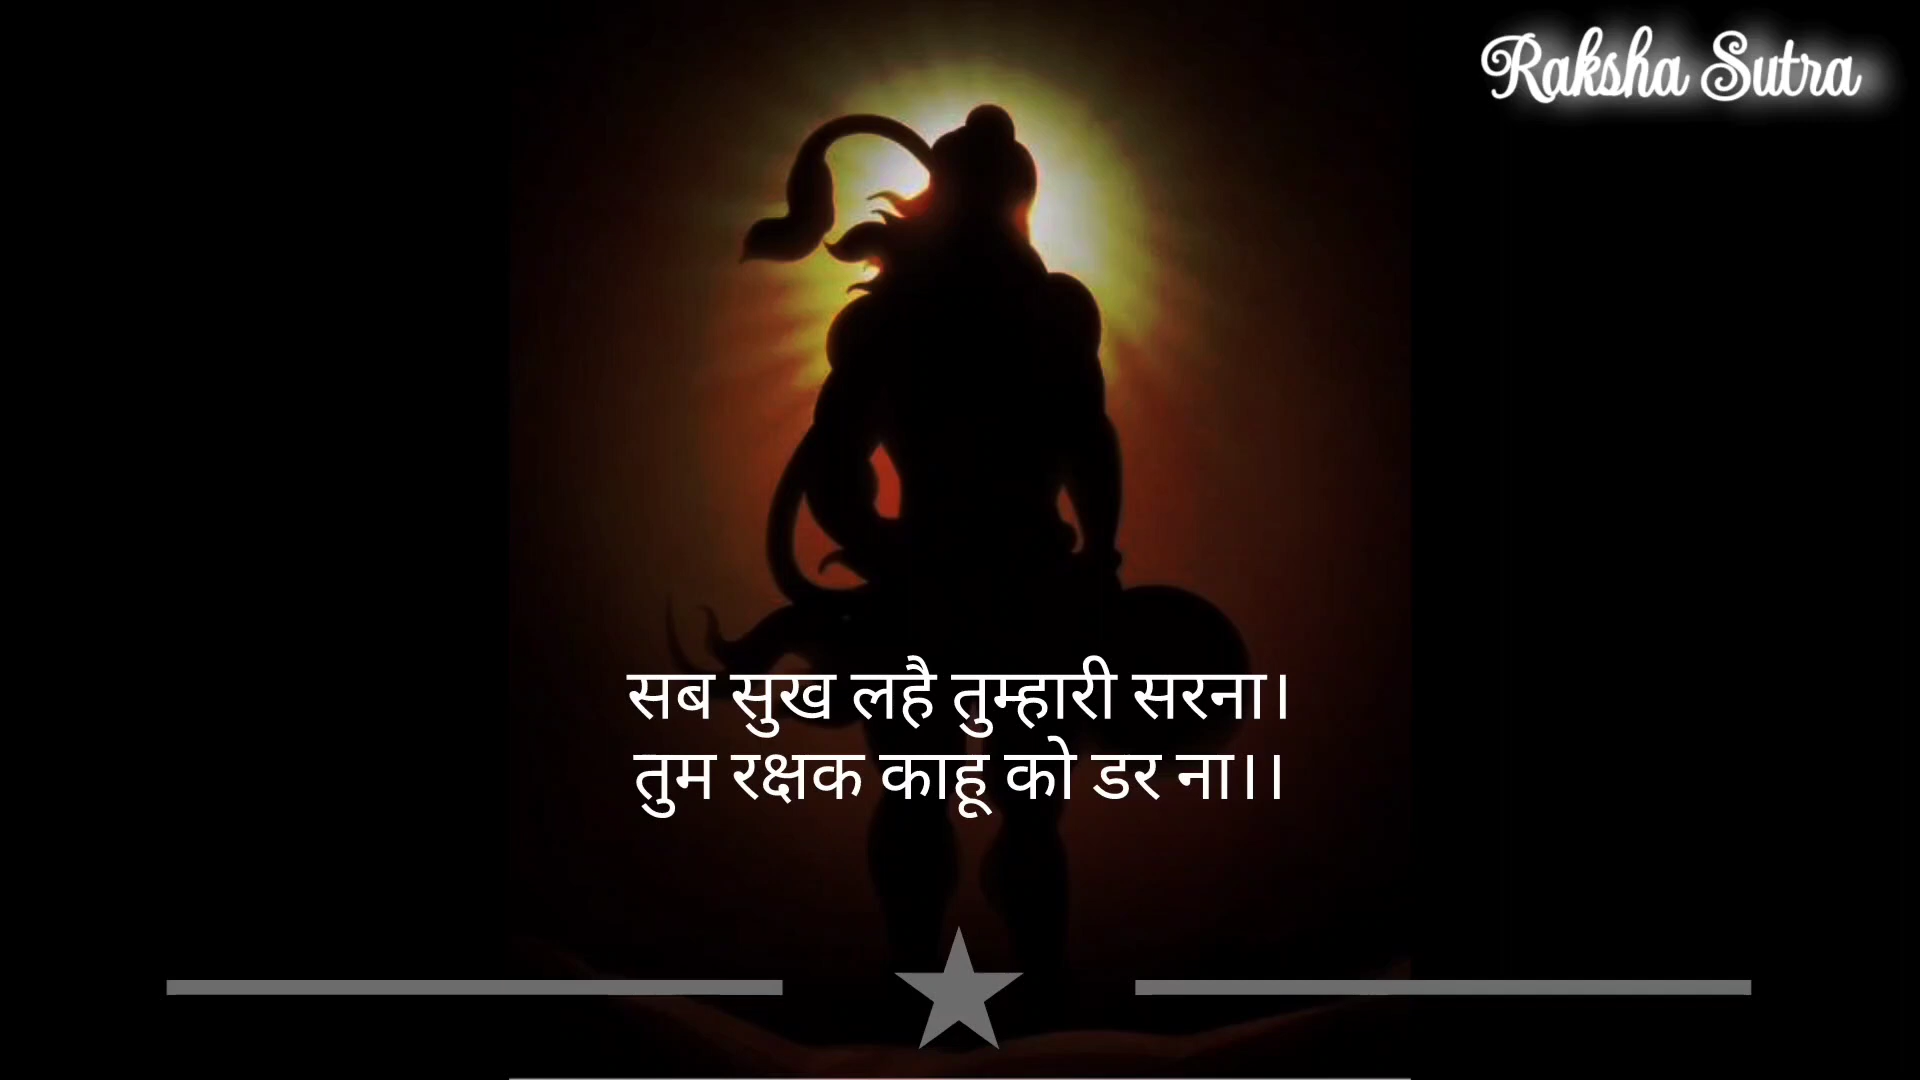 Raksha Sutra
सब सुख लहै तुम्हारी सरना।
तुम रक्षक काहू को डर ना।।